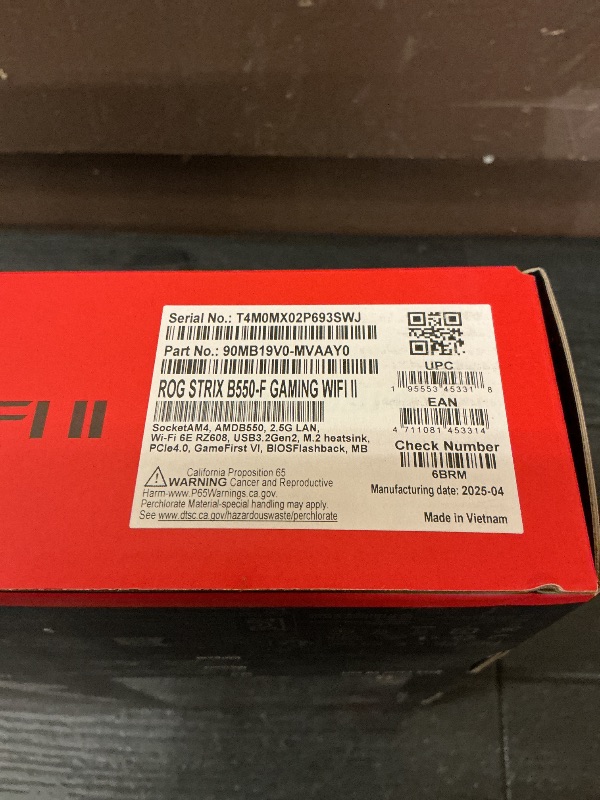 Serial No.: T4M0MX02P693SWJ
Part No.: 90MB19V0-MVAAY0
ROG STRIX B550-F GAMING WIFI II
SocketAM4, AMDB550, 2.5G LAN,
Wi-Fi 6E RZ608, USB3.2Gen2, M.2 heatsink,
PCIe4.0, GameFirst VI, BIOSFlashback, MB
California Proposition 65
WARNING Cancer and Reproductive
Harm-www.P65Warnings.ca.gov.
Perchlorate Material-special handling may apply.
See www.dtsc.ca.gov/hazardouswaste/perchlorate
UPC
1 95553 45331 8
EAN
4 711081 453314
Check Number
6BRM
Manufacturing date: 2025-04
Made in Vietnam
FI II